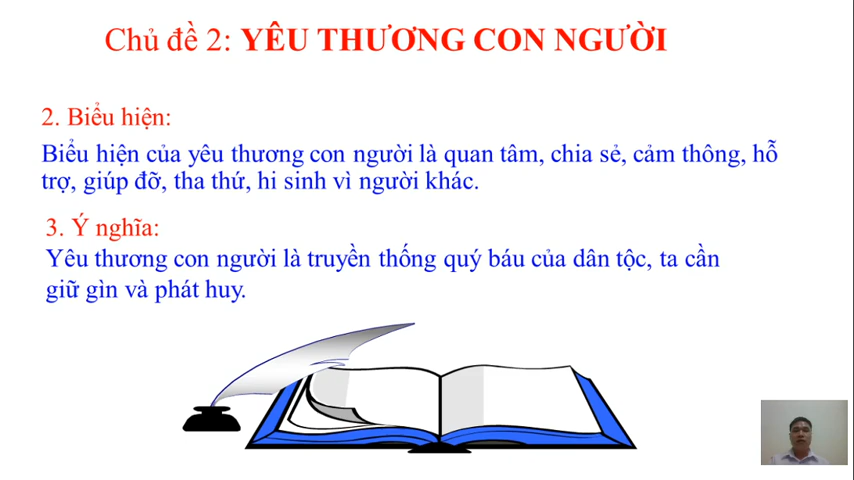 Chủ đề 2: YÊU THƯƠNG CON NGƯỜI
2. Biểu hiện:
Biểu hiện của yêu thương con người là quan tâm, chia sẻ, cảm thông, hỗ
trợ, giúp đỡ, tha thứ, hi sinh vì người khác.
3. Ý nghĩa:
Yêu thương con người là truyền thống quý báu của dân tộc, ta cần
giữ gìn và phát huy.